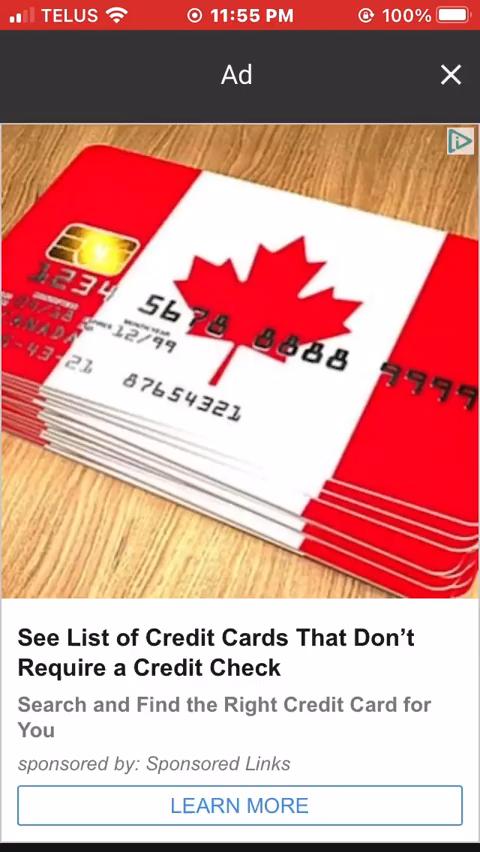 TELUS 11:55 PM 100%
Ad
1234 5678 8888 9999
12/99
87654321
See List of Credit Cards That Don't
Require a Credit Check
Search and Find the Right Credit Card for
You
sponsored by: Sponsored Links
LEARN MORE